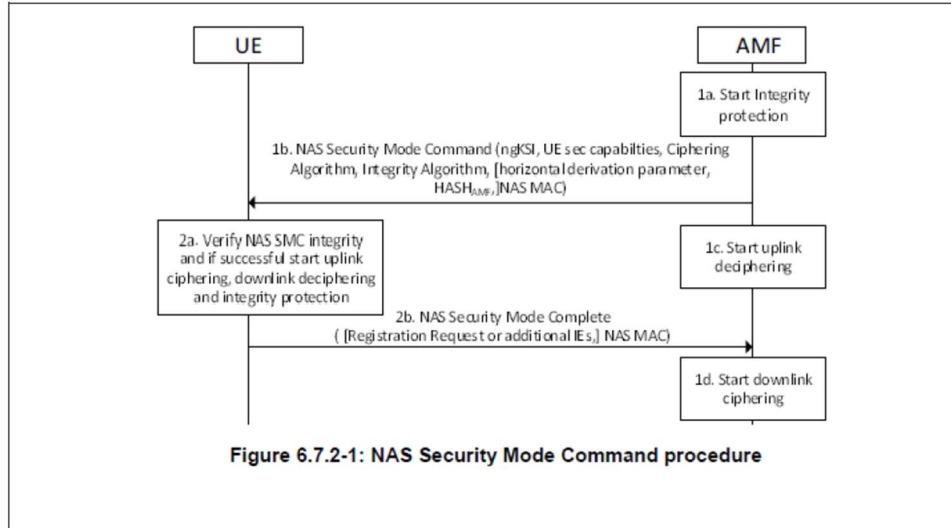 UE
AMF
1a. Start Integrity
protection
1b. NAS Security Mode Command (ngKSI, UE sec capabilties, Ciphering
Algorithm, Integrity Algorithm, [horizontal derivation parameter,
HASHAMF,]NAS MAC)
2a. Verify NAS SMC integrity
and if successful start uplink
ciphering, downlink deciphering
and integrity protection
1c. Start uplink
deciphering
2b. NAS Security Mode Complete
( [Registration Request or additional IEs,] NAS MAC)
1d. Start downlink
ciphering
Figure 6.7.2-1: NAS Security Mode Command procedure